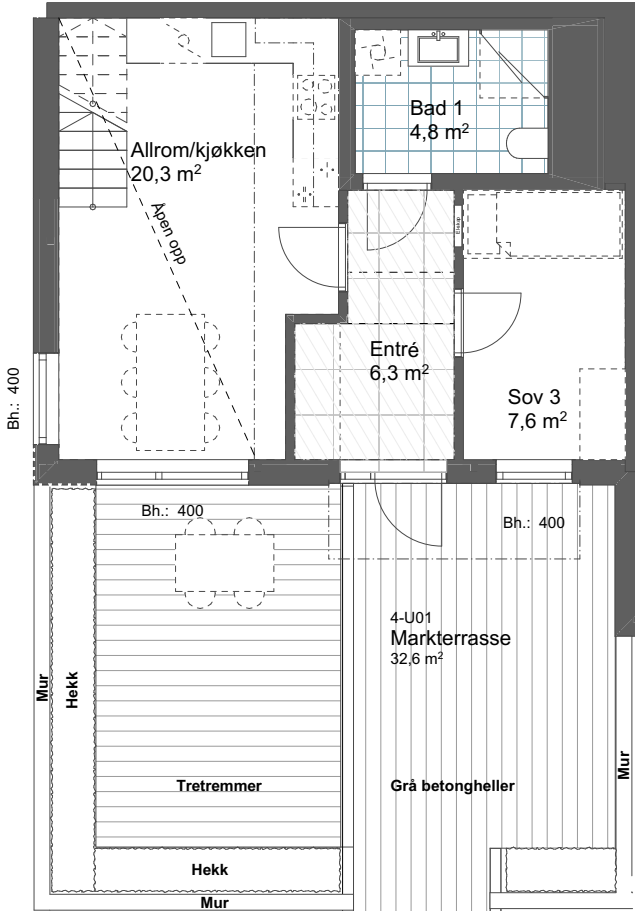 Bad 1
4,8 m²
Allrom/kjøkken
20,3 m²
Åpen opp
Elskap
Entré
6,3 m²
Sov 3
7,6 m²
Bh.: 400
Bh.: 400
Bh.: 400
4-U01
Markterrasse
32,6 m²
Mur
Hekk
Mur
Tretremmer
Grå betongheller
Hekk
Mur